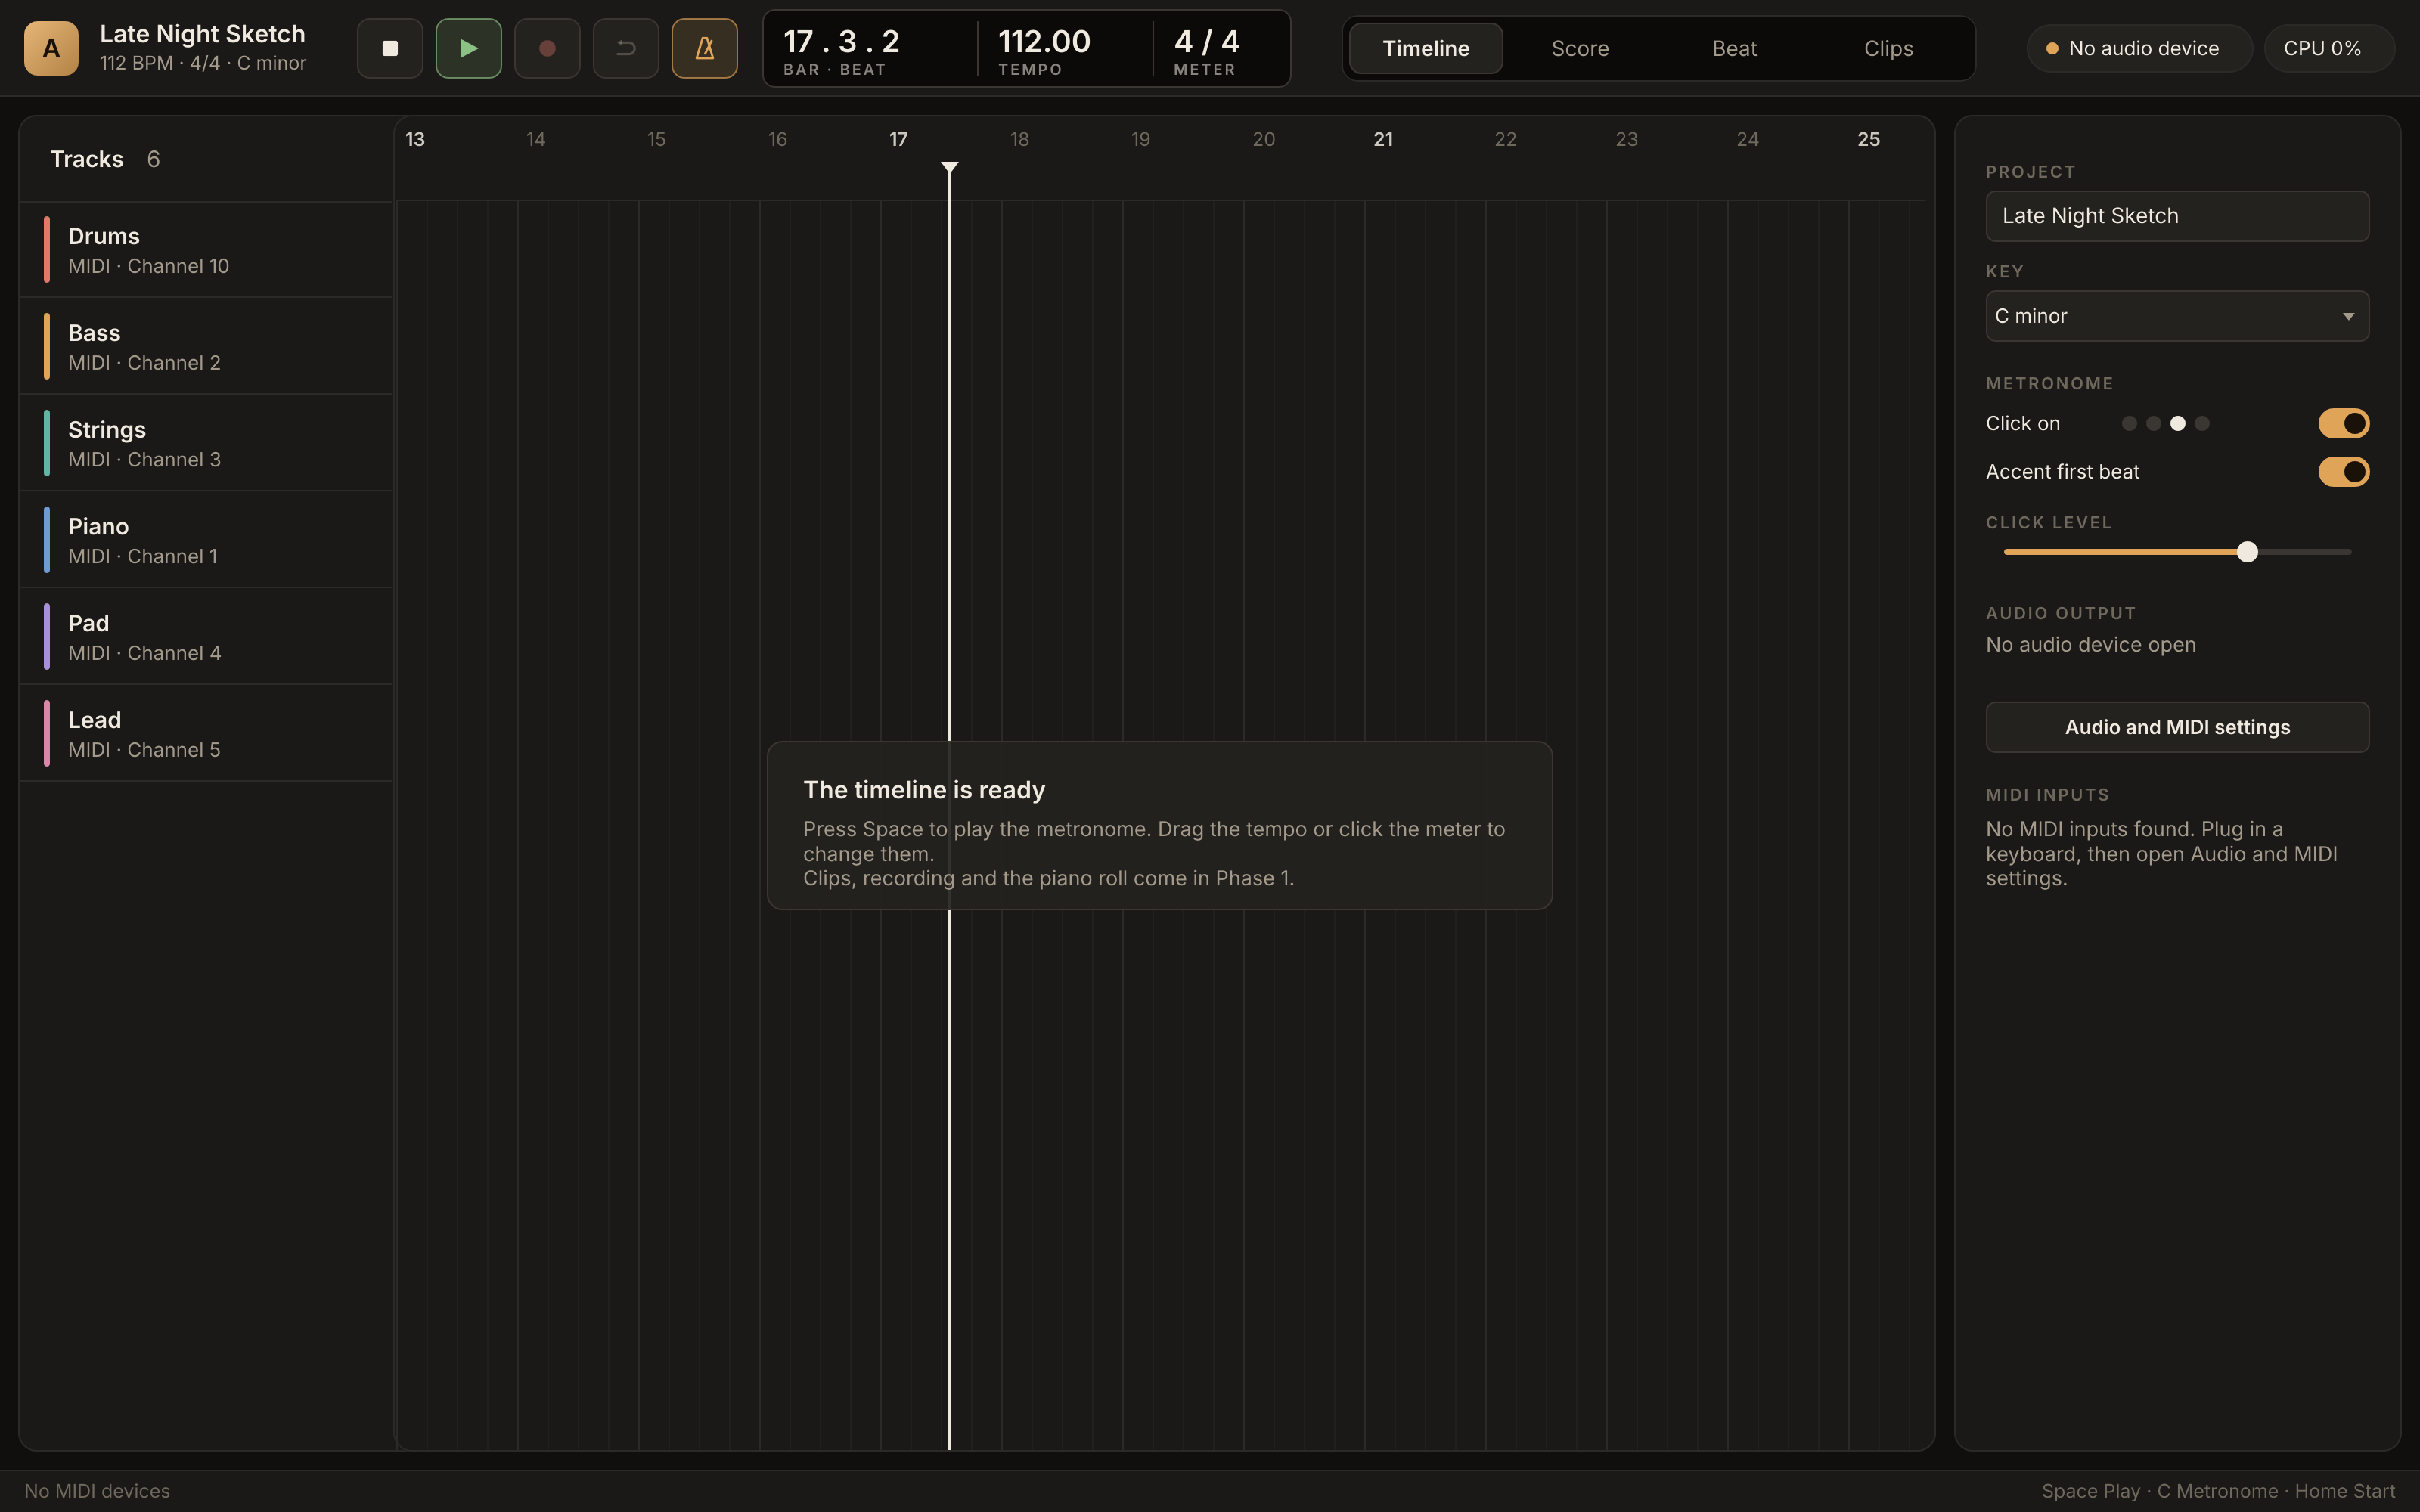 A
Late Night Sketch
112 BPM · 4/4 · C minor
17 . 3 . 2
BAR · BEAT
112.00
TEMPO
4 / 4
METER
Timeline
Score
Beat
Clips
No audio device
CPU 0%
Tracks 6
13 14 15 16 17 18 19 20 21 22 23 24 25
Drums
MIDI · Channel 10
Bass
MIDI · Channel 2
Strings
MIDI · Channel 3
Piano
MIDI · Channel 1
Pad
MIDI · Channel 4
Lead
MIDI · Channel 5
The timeline is ready
Press Space to play the metronome. Drag the tempo or click the meter to
change them.
Clips, recording and the piano roll come in Phase 1.
PROJECT
Late Night Sketch
KEY
C minor
METRONOME
Click on
Accent first beat
CLICK LEVEL
AUDIO OUTPUT
No audio device open
Audio and MIDI settings
MIDI INPUTS
No MIDI inputs found. Plug in a
keyboard, then open Audio and MIDI
settings.
No MIDI devices
Space Play · C Metronome · Home Start